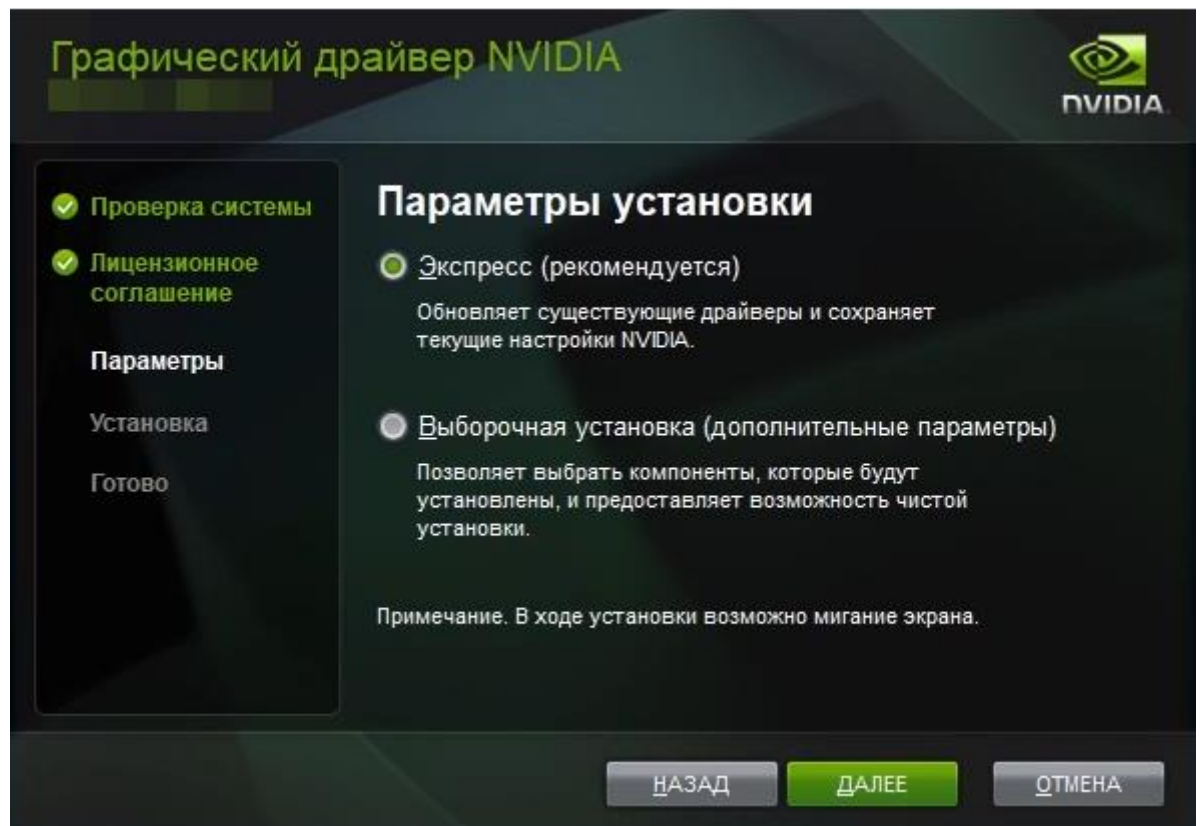 Графический драйвер NVIDIA
NVIDIA
Проверка системы
Лицензионное
соглашение
Параметры
Установка
Готово
Параметры установки
Экспресс (рекомендуется)
Обновляет существующие драйверы и сохраняет
текущие настройки NVIDIA.
Выборочная установка (дополнительные параметры)
Позволяет выбрать компоненты, которые будут
установлены, и предоставляет возможность чистой
установки.
Примечание. В ходе установки возможно мигание экрана.
НАЗАД
ДАЛЕЕ
ОТМЕНА